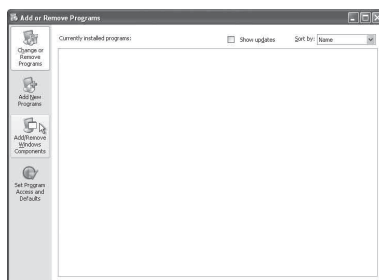 Add or Remove Programs
Change or
Remove
Programs
Currently installed programs:
Show updates
Sort by:
Name
Add New
Programs
Add/Remove
Windows
Components
Set Program
Access and
Defaults